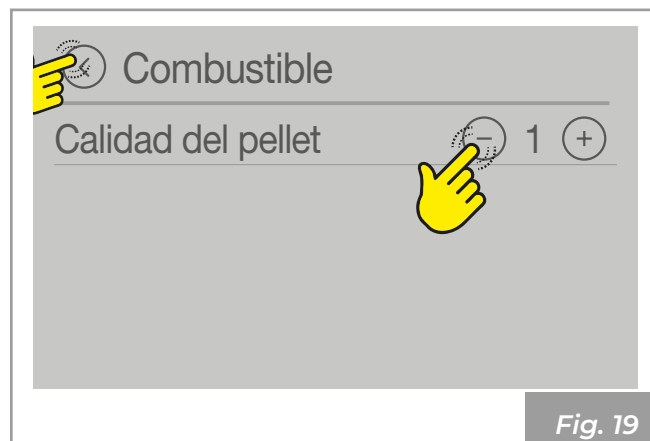 Combustible
Calidad del pellet - 1 +
Fig. 19